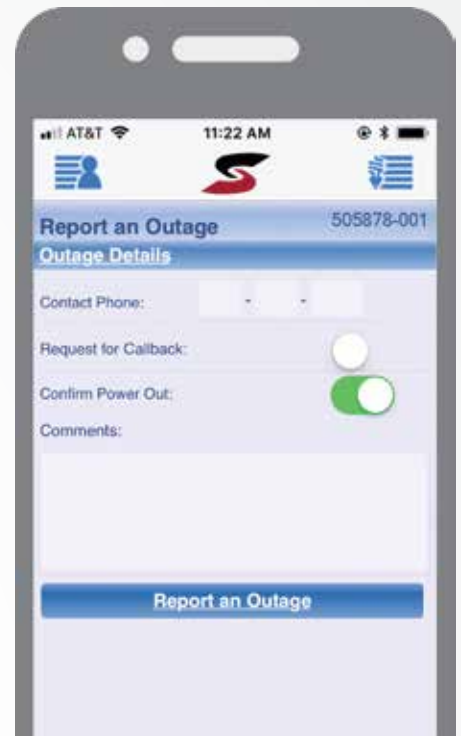 AT&T 11:22 AM
Report an Outage 505878-001
Outage Details
Contact Phone: - -
Request for Callback:
Confirm Power Out:
Comments:
Report an Outage